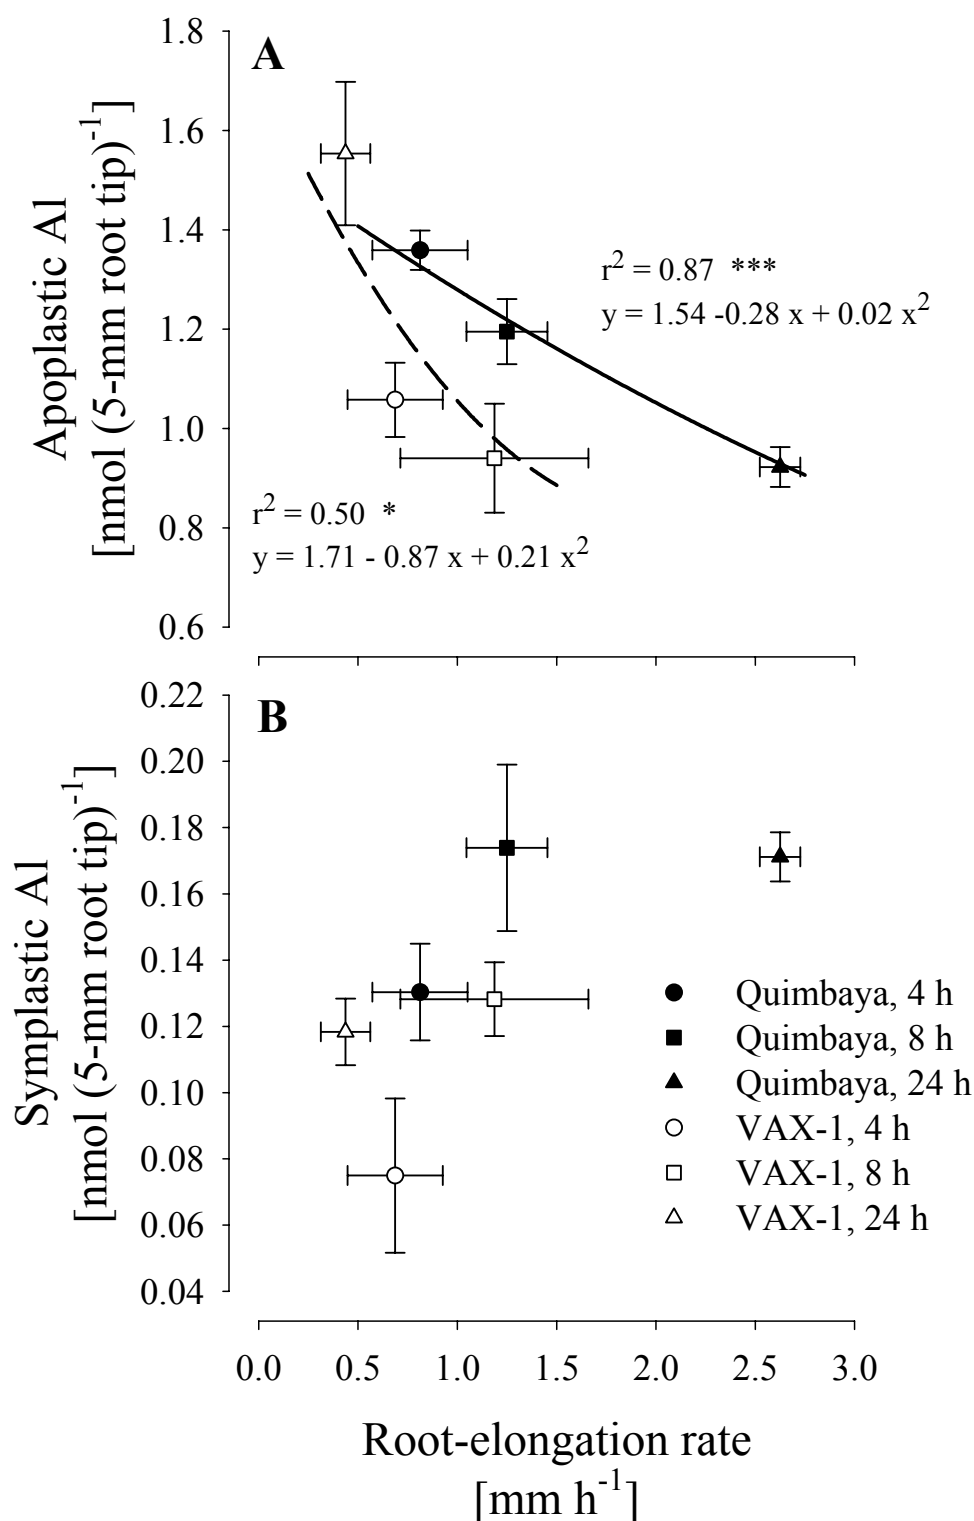 A
1.8
1.6
1.4
1.2
1.0
0.8
0.6
Apoplastic Al
[nmol (5-mm root tip)⁻¹]
r² = 0.87 ***
y = 1.54 -0.28 x + 0.02 x²
r² = 0.50 *
y = 1.71 - 0.87 x + 0.21 x²
B
0.22
0.20
0.18
0.16
0.14
0.12
0.10
0.08
0.06
0.04
Symplastic Al
[nmol (5-mm root tip)⁻¹]
Quimbaya, 4 h
Quimbaya, 8 h
Quimbaya, 24 h
VAX-1, 4 h
VAX-1, 8 h
VAX-1, 24 h
0.0 0.5 1.0 1.5 2.0 2.5 3.0
Root-elongation rate
[mm h⁻¹]